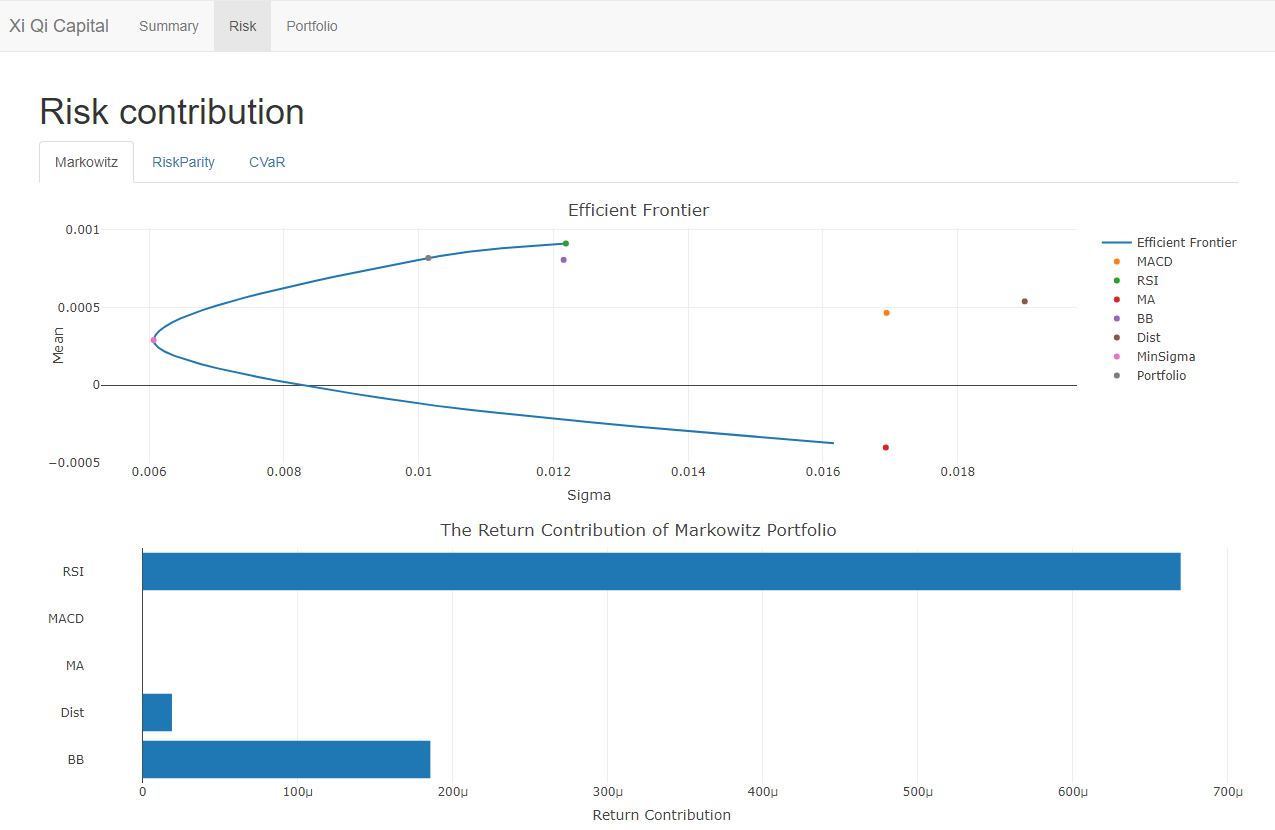 Xi Qi Capital Summary Risk Portfolio
Risk contribution
Markowitz RiskParity CVaR
Efficient Frontier
0.001
0.0005
0
−0.0005
Mean
0.006 0.008 0.01 0.012 0.014 0.016 0.018
Sigma
Efficient Frontier
MACD
RSI
MA
BB
Dist
MinSigma
Portfolio
The Return Contribution of Markowitz Portfolio
RSI
MACD
MA
Dist
BB
0 100μ 200μ 300μ 400μ 500μ 600μ 700μ
Return Contribution